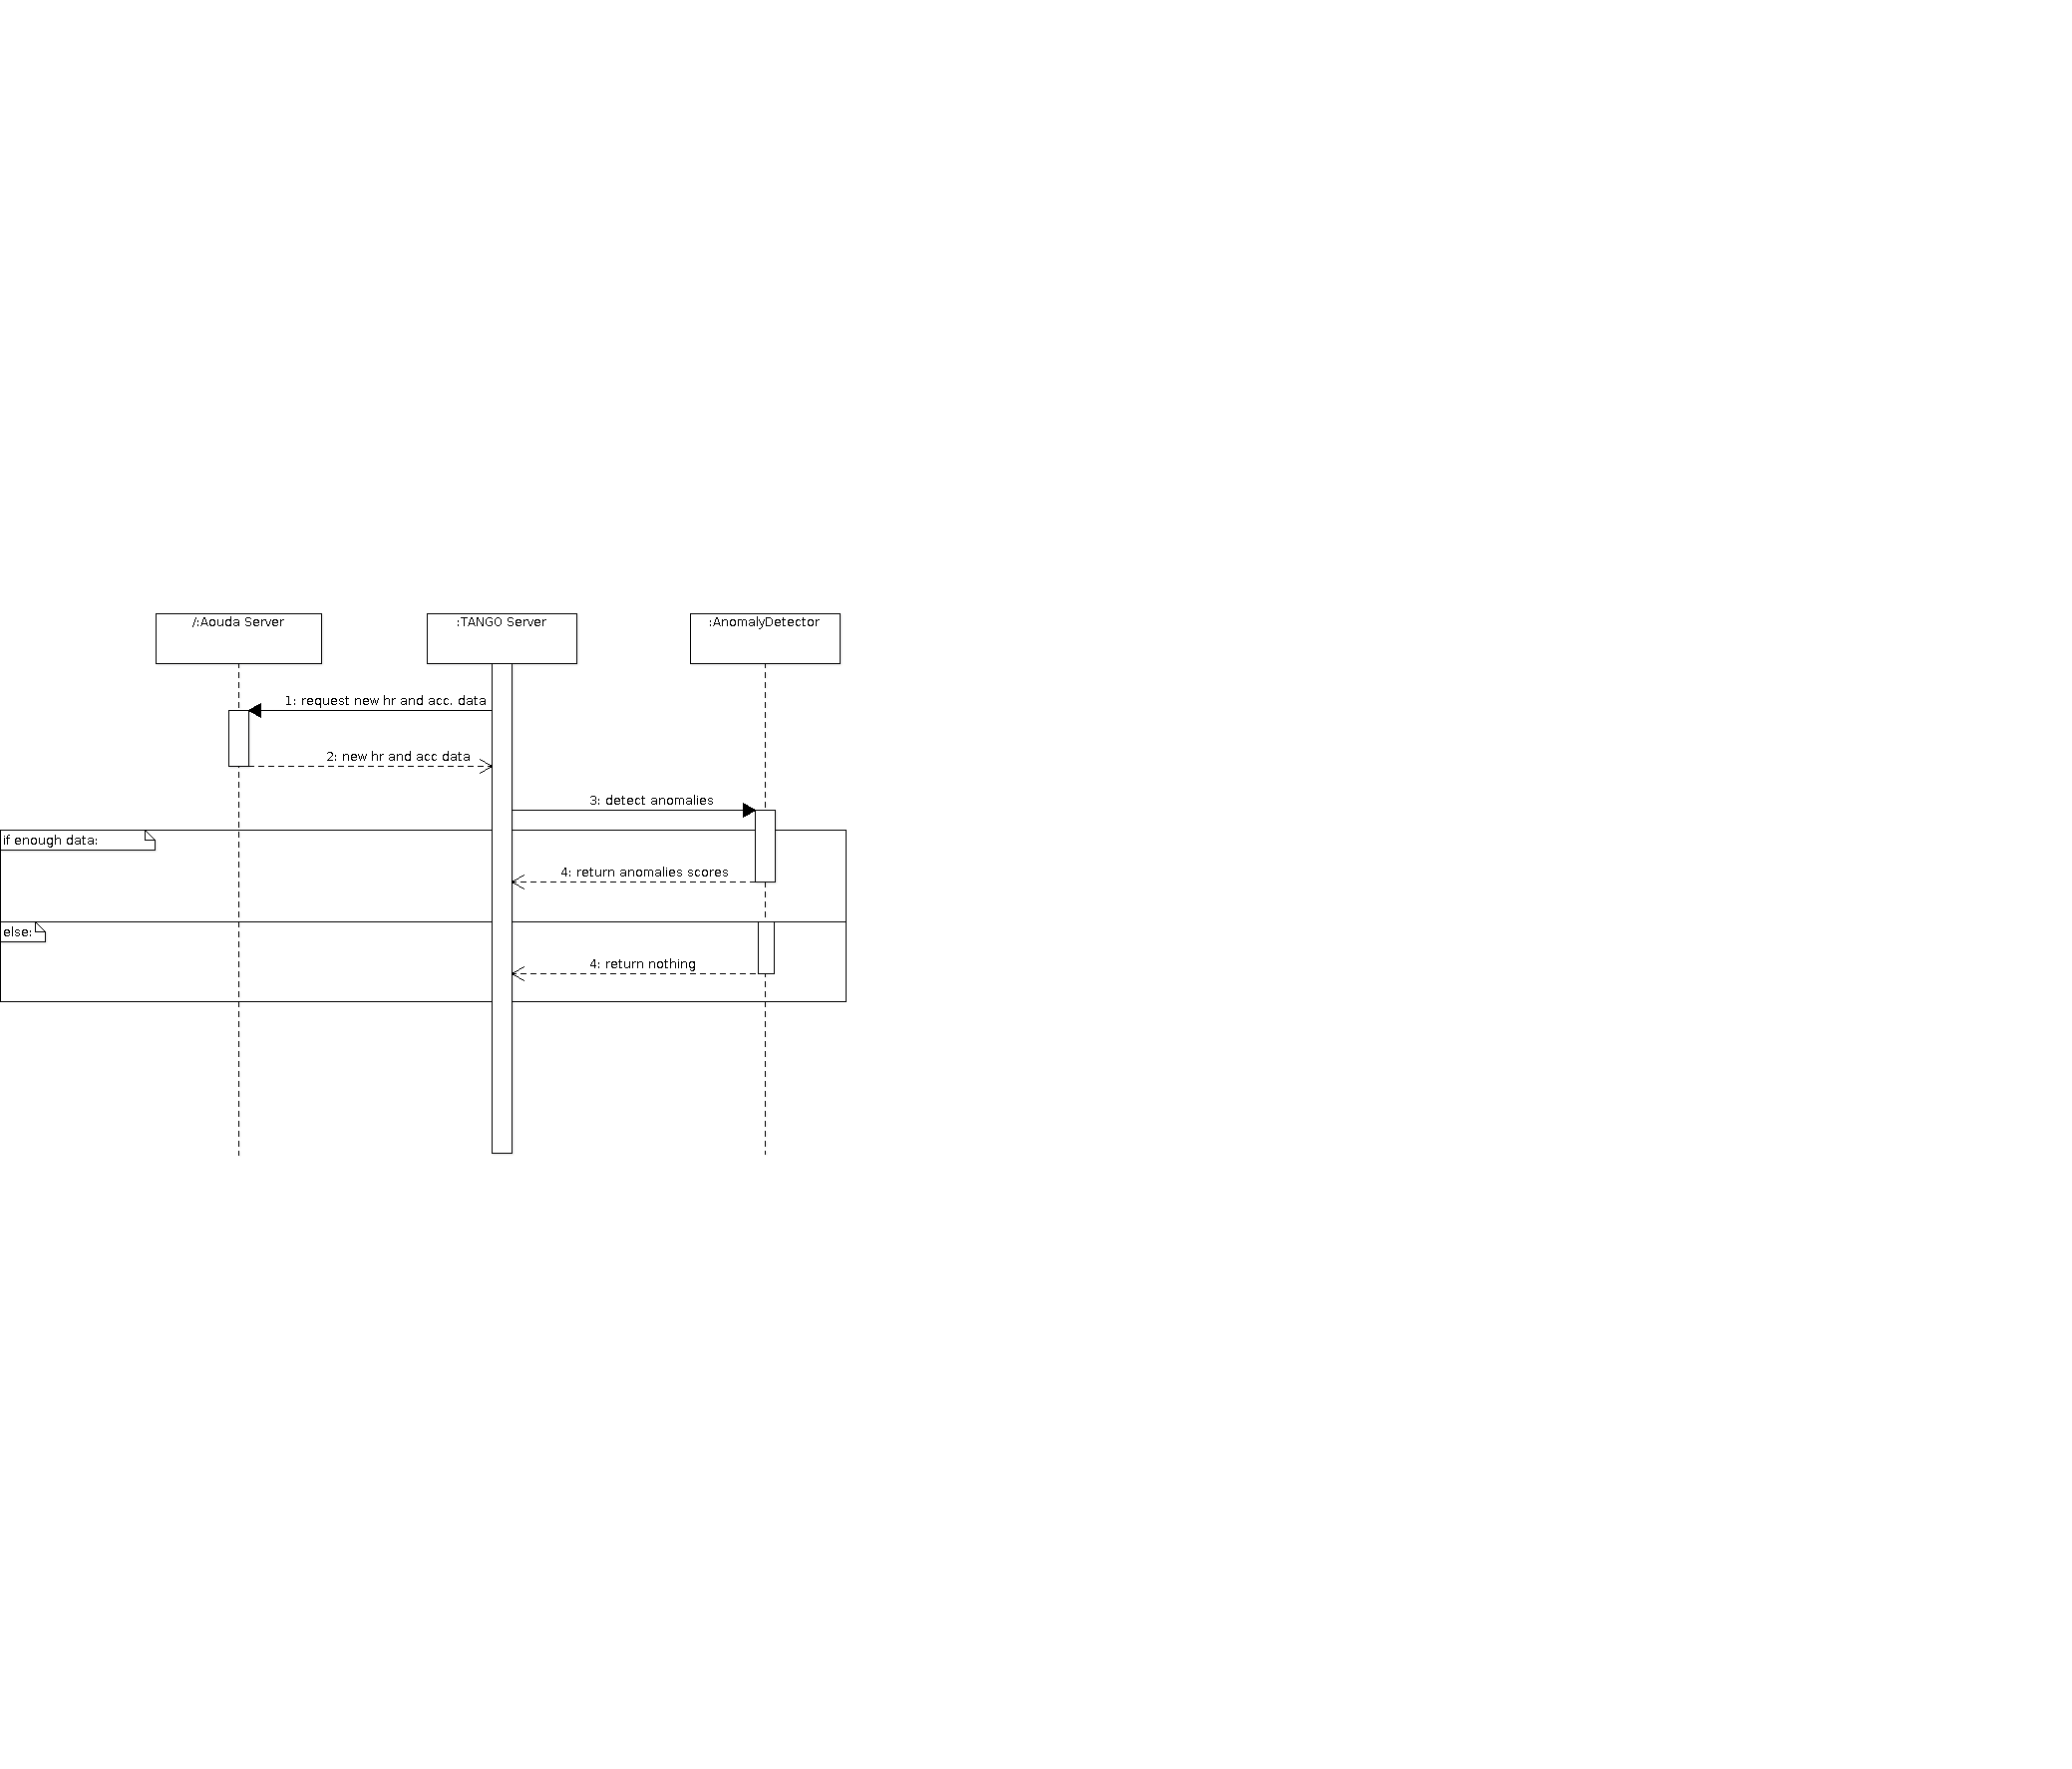 /:Aouda Server
:TANGO Server
:AnomalyDetector
1: request new hr and acc. data
2: new hr and acc data
3: detect anomalies
if enough data:
4: return anomalies scores
else:
4: return nothing